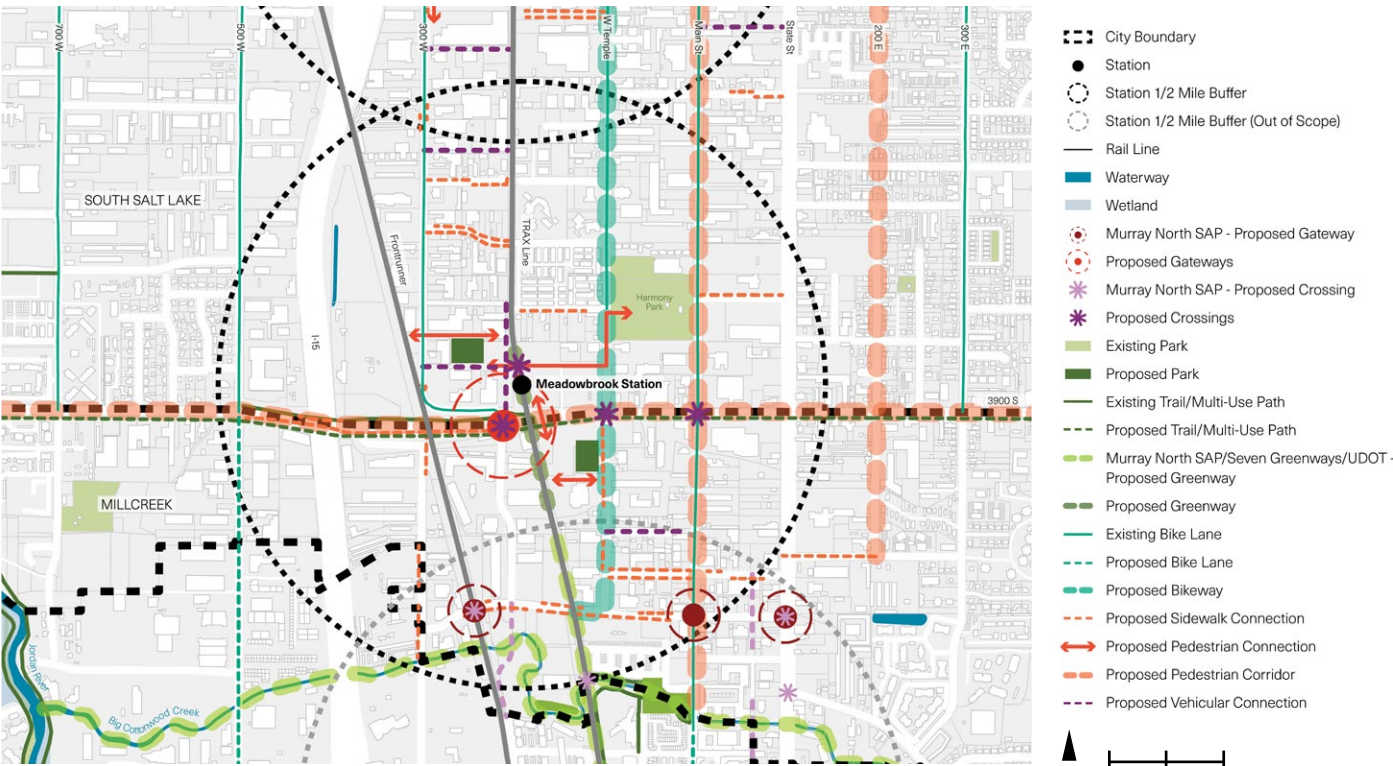 700 W
500 W
300 W
W Temple
Main St
State St
200 E
300 E
SOUTH SALT LAKE
Frontrunner
TRAX Line
I-15
Harmony
Park
Meadowbrook Station
3900 S
MILLCREEK
Jordan River
Big Cottonwood Creek
City Boundary
Station
Station 1/2 Mile Buffer
Station 1/2 Mile Buffer (Out of Scope)
Rail Line
Waterway
Wetland
Murray North SAP - Proposed Gateway
Proposed Gateways
Murray North SAP - Proposed Crossing
Proposed Crossings
Existing Park
Proposed Park
Existing Trail/Multi-Use Path
Proposed Trail/Multi-Use Path
Murray North SAP/Seven Greenways/UDOT -
Proposed Greenway
Proposed Greenway
Existing Bike Lane
Proposed Bike Lane
Proposed Bikeway
Proposed Sidewalk Connection
Proposed Pedestrian Connection
Proposed Pedestrian Corridor
Proposed Vehicular Connection